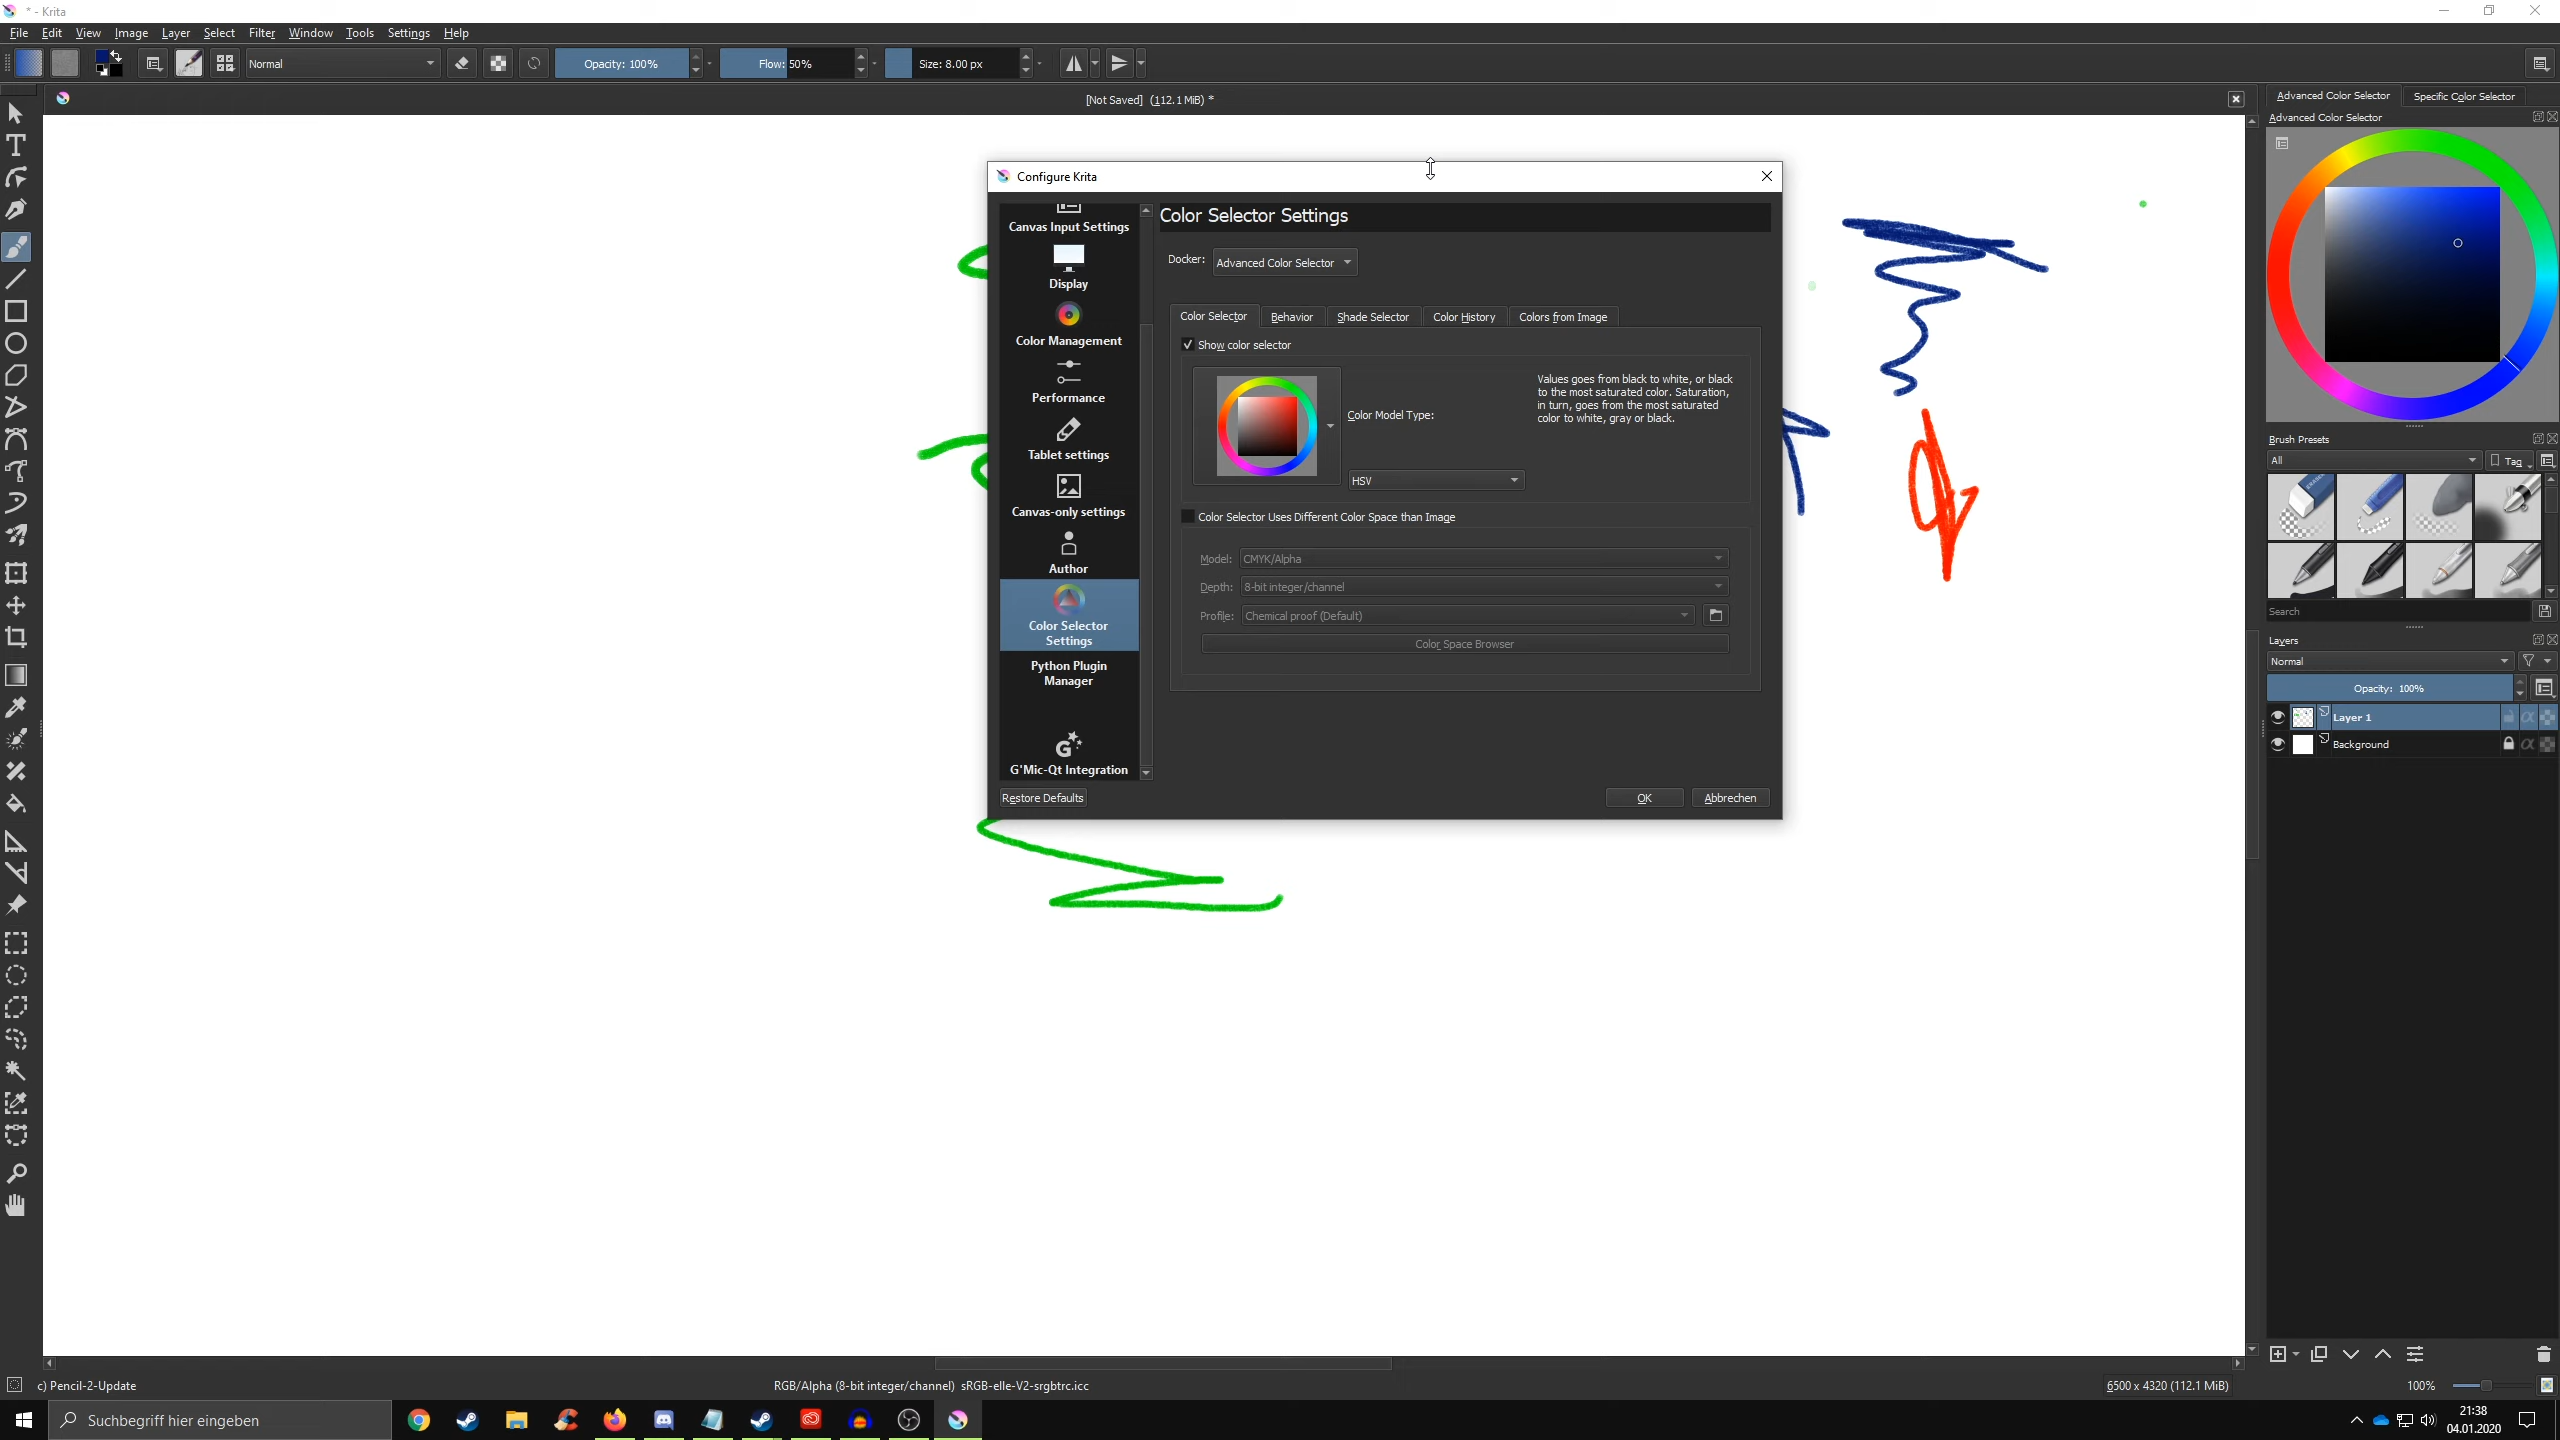 * - Krita
File Edit View Image Layer Select Filter Window Tools Settings Help
Normal Opacity: 100% Flow: 50% Size: 8.00 px
[Not Saved] (112.1 MiB) *
Advanced Color Selector Specific Color Selector
Advanced Color Selector
Configure Krita
Canvas Input Settings
Display
Color Management
Performance
Tablet settings
Canvas-only settings
Author
Color Selector
Settings
Python Plugin
Manager
G'Mic-Qt Integration
Restore Defaults
Color Selector Settings
Docker: Advanced Color Selector
Color Selector Behavior Shade Selector Color History Colors from Image
Show color selector
Color Model Type:
Values goes from black to white, or black
to the most saturated color. Saturation,
in turn, goes from the most saturated
color to white, gray or black.
HSV
Color Selector Uses Different Color Space than Image
Model: CMYK/Alpha
Depth: 8-bit integer/channel
Profile: Chemical proof (Default)
Color Space Browser
OK Abbrechen
Brush Presets
All Tag
Search
Layers
Normal
Opacity: 100%
Layer 1
Background
c) Pencil-2-Update RGB/Alpha (8-bit integer/channel) sRGB-elle-V2-srgbtrc.icc 6500 x 4320 (112.1 MiB) 100%
Suchbegriff hier eingeben
21:38
04.01.2020